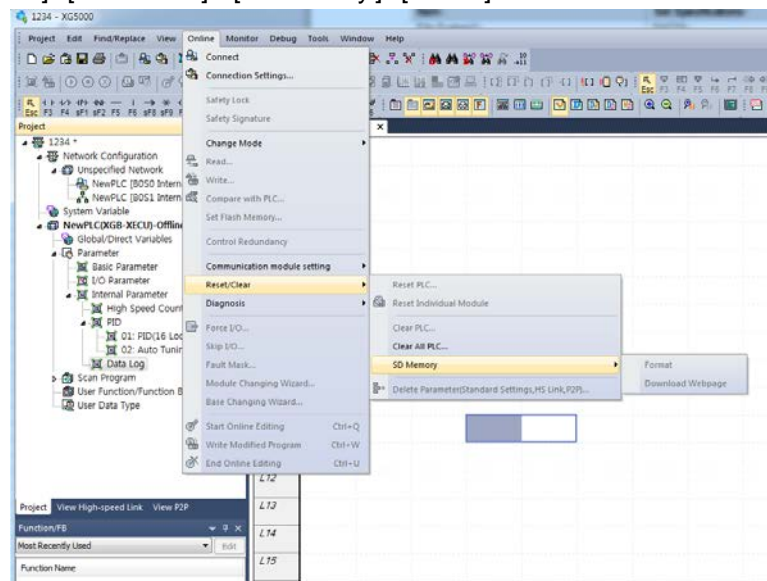 1234 - XG5000
Project Edit Find/Replace View Online Monitor Debug Tools Window Help
Connect
Connection Settings...
Safety Lock
Safety Signature
Change Mode
Read...
Write...
Compare with PLC...
Set Flash Memory...
Control Redundancy
Communication module setting
Reset/Clear
Diagnosis
Force I/O...
Skip I/O...
Fault Mask...
Module Changing Wizard...
Base Changing Wizard...
Start Online Editing Ctrl+Q
Write Modified Program Ctrl+W
End Online Editing Ctrl+U
Reset PLC...
Reset Individual Module
Clear PLC...
Clear All PLC...
SD Memory
Delete Parameter(Standard Settings,HS Link,P2P)...
Format
Download Webpage
Project
1234 *
Network Configuration
Unspecified Network
NewPLC [B0S0 Intern
NewPLC [B0S1 Intern
System Variable
NewPLC(XGB-XECU)-Offline
Global/Direct Variables
Parameter
Basic Parameter
I/O Parameter
Internal Parameter
High Speed Count
PID
01: PID(16 Loo
02: Auto Tunin
Data Log
Scan Program
User Function/Function B
User Data Type
L12
L13
L14
L15
Project View High-speed Link View P2P
Function/FB
Most Recently Used Edit
Function Name